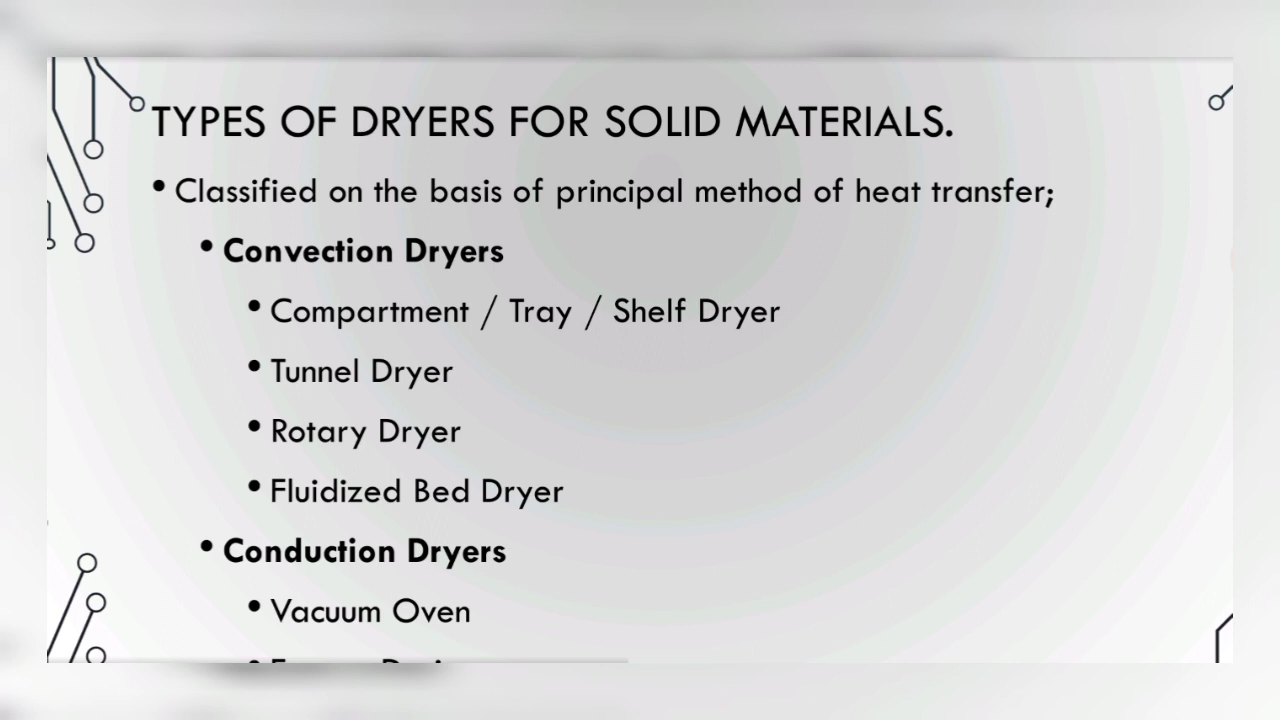 TYPES OF DRYERS FOR SOLID MATERIALS.
• Classified on the basis of principal method of heat transfer;
• Convection Dryers
• Compartment / Tray / Shelf Dryer
• Tunnel Dryer
• Rotary Dryer
• Fluidized Bed Dryer
• Conduction Dryers
• Vacuum Oven